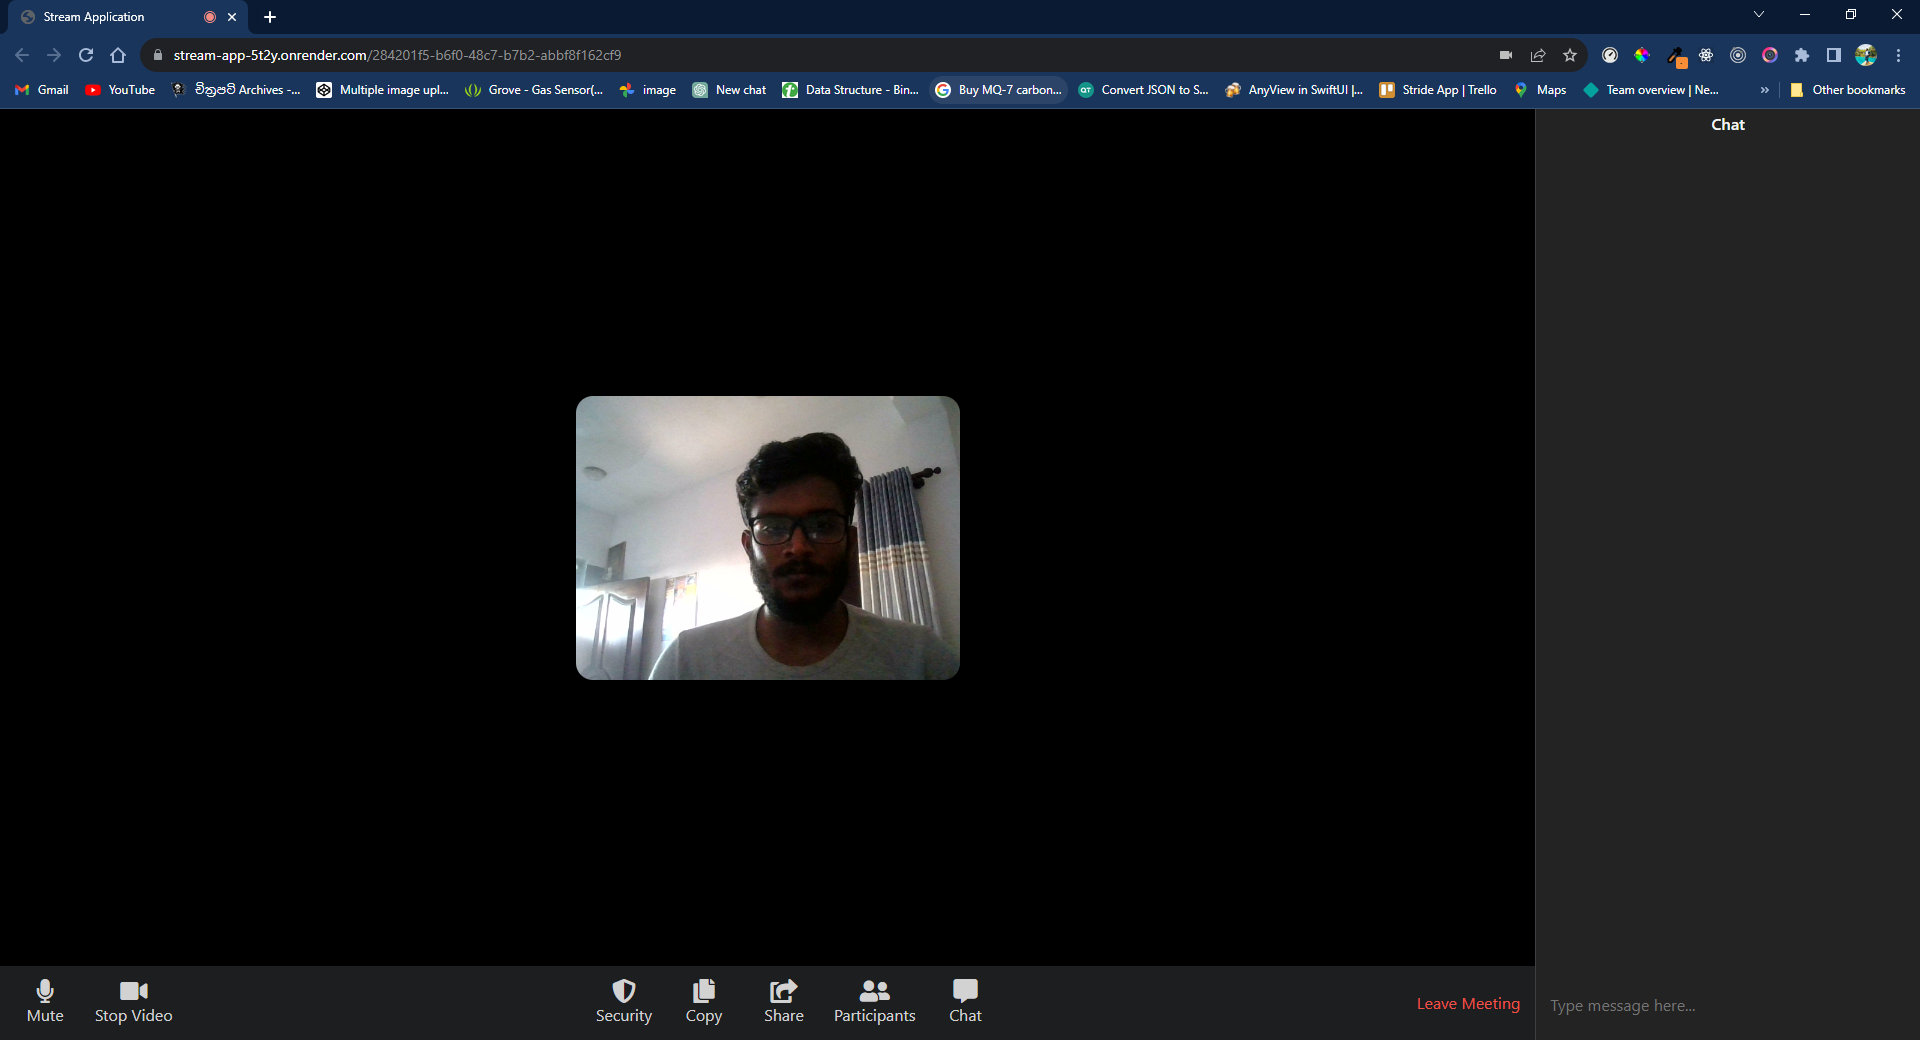 Stream Application
stream-app-5t2y.onrender.com/284201f5-b6f0-48c7-b7b2-abbf8f162cf9
Gmail YouTube චිත්‍රපටි Archives -... Multiple image upl... Grove - Gas Sensor(... image New chat Data Structure - Bin... Buy MQ-7 carbon... Convert JSON to S... AnyView in SwiftUI |... Stride App | Trello Maps Team overview | Ne... » Other bookmarks
Chat
Mute Stop Video Security Copy Share Participants Chat Leave Meeting Type message here...